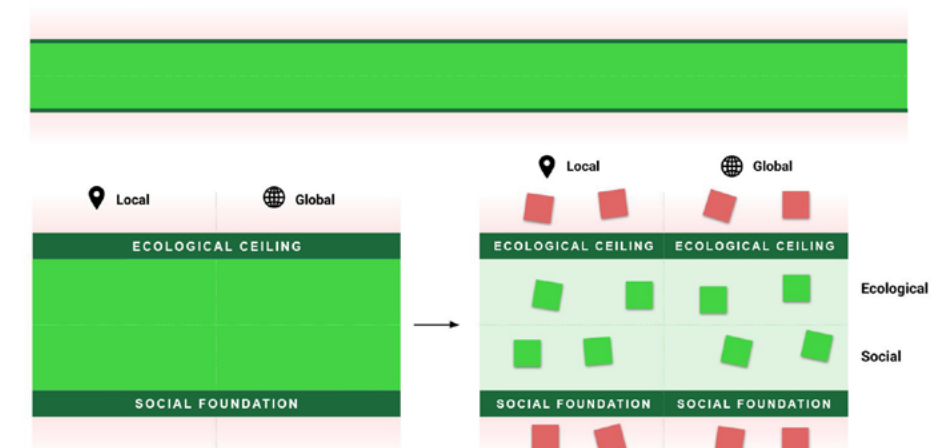 Local
Global
Local
Global
ECOLOGICAL CEILING
ECOLOGICAL CEILING
ECOLOGICAL CEILING
Ecological
Social
SOCIAL FOUNDATION
SOCIAL FOUNDATION
SOCIAL FOUNDATION